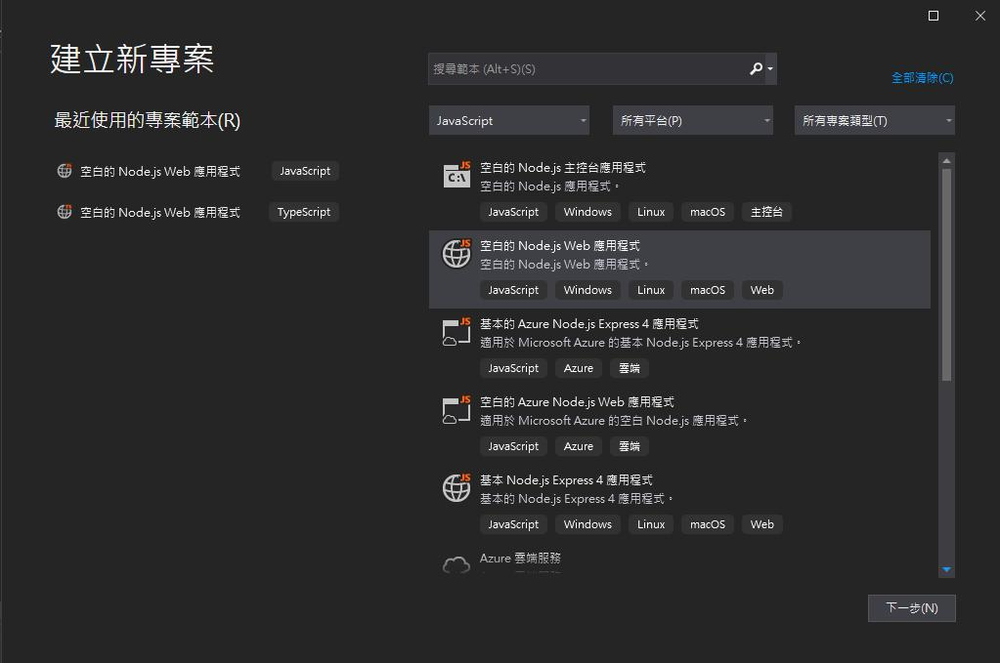 建立新專案
搜尋範本 (Alt+S)(S)
全部清除(C)
最近使用的專案範本(R)
JavaScript
所有平台(P)
所有專案類型(T)
空白的 Node.js Web 應用程式 JavaScript
空白的 Node.js Web 應用程式 TypeScript
JS
C:\
空白的 Node.js 主控台應用程式
空白的 Node.js 應用程式。
JavaScript Windows Linux macOS 主控台
JS
空白的 Node.js Web 應用程式
空白的 Node.js Web 應用程式。
JavaScript Windows Linux macOS Web
JS
基本的 Azure Node.js Express 4 應用程式
適用於 Microsoft Azure 的基本 Node.js Express 4 應用程式。
JavaScript Azure 雲端
JS
空白的 Azure Node.js Web 應用程式
適用於 Microsoft Azure 的空白 Node.js 應用程式。
JavaScript Azure 雲端
JS
基本 Node.js Express 4 應用程式
基本的 Node.js Express 4 應用程式。
JavaScript Windows Linux macOS Web
Azure 雲端服務
下一步(N)